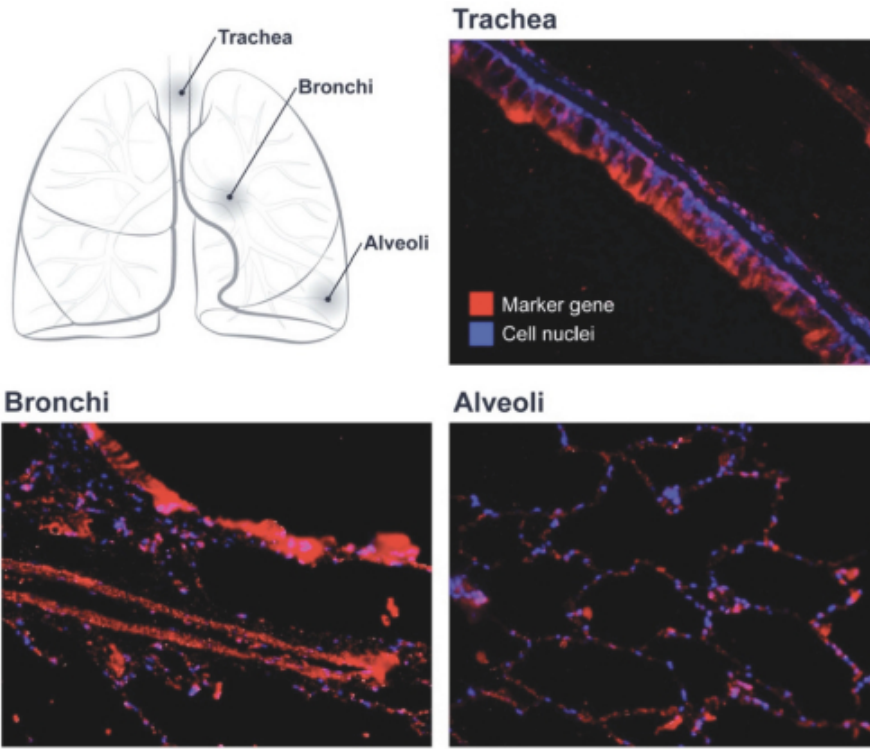 Trachea
Bronchi
Alveoli
Trachea
Marker gene
Cell nuclei
Bronchi
Alveoli